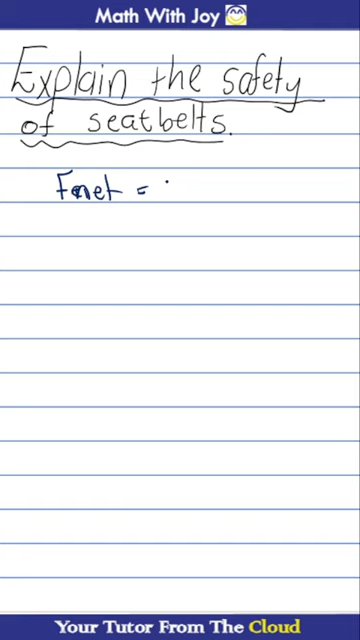 Math With Joy
Explain the safety
of seatbelts.
Fnet =
Your Tutor From The Cloud